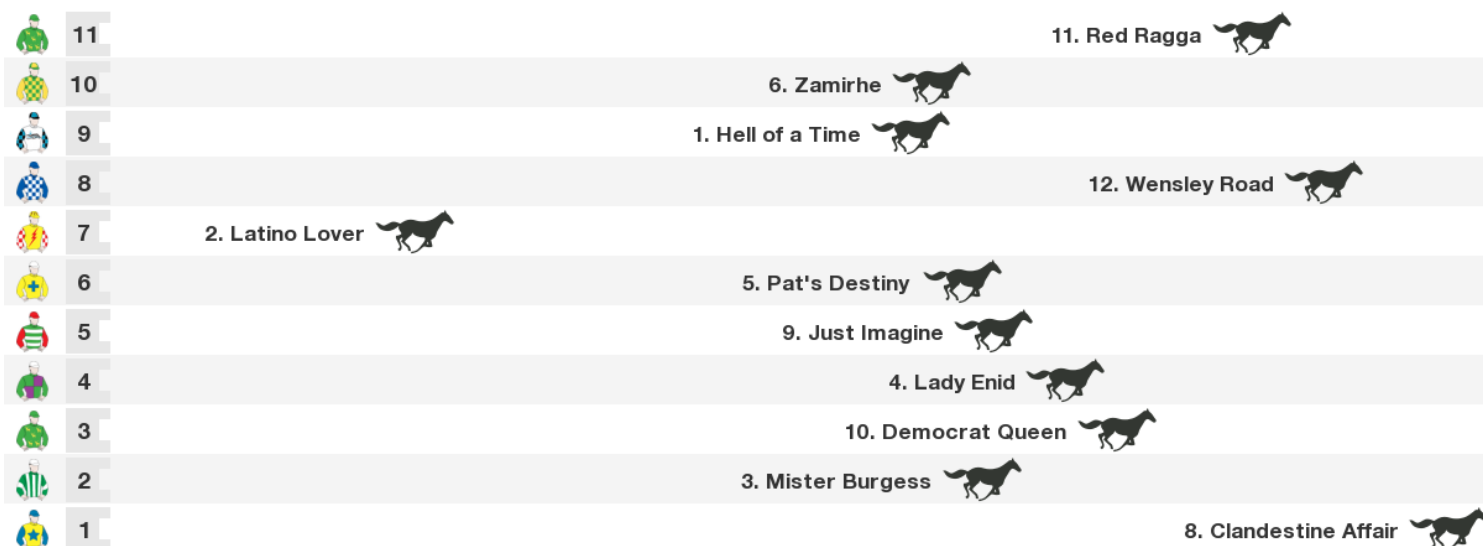 11 11. Red Ragga
10 6. Zamirhe
9 1. Hell of a Time
8 12. Wensley Road
7 2. Latino Lover
6 5. Pat's Destiny
5 9. Just Imagine
4 4. Lady Enid
3 10. Democrat Queen
2 3. Mister Burgess
1 8. Clandestine Affair